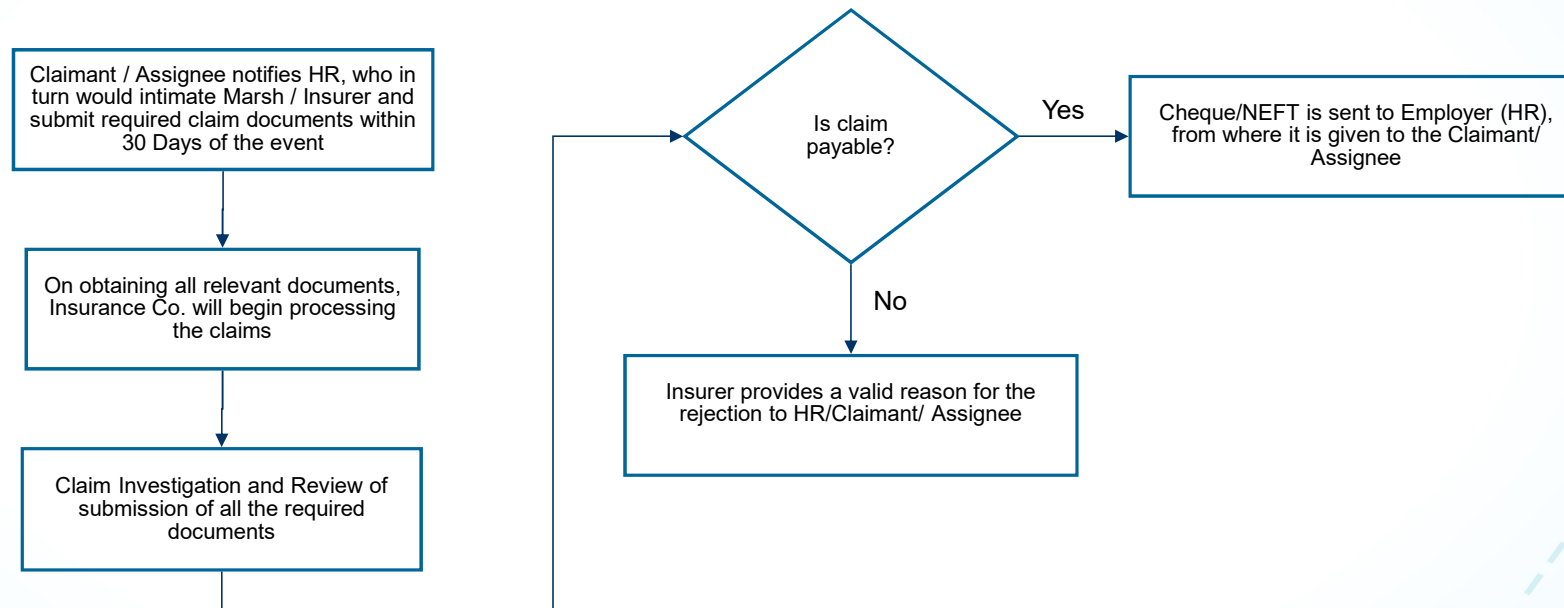 Claimant / Assignee notifies HR, who in
turn would intimate Marsh / Insurer and
submit required claim documents within
30 Days of the event
On obtaining all relevant documents,
Insurance Co. will begin processing
the claims
Claim Investigation and Review of
submission of all the required
documents
Is claim
payable?
Yes
Cheque/NEFT is sent to Employer (HR),
from where it is given to the Claimant/
Assignee
No
Insurer provides a valid reason for the
rejection to HR/Claimant/ Assignee